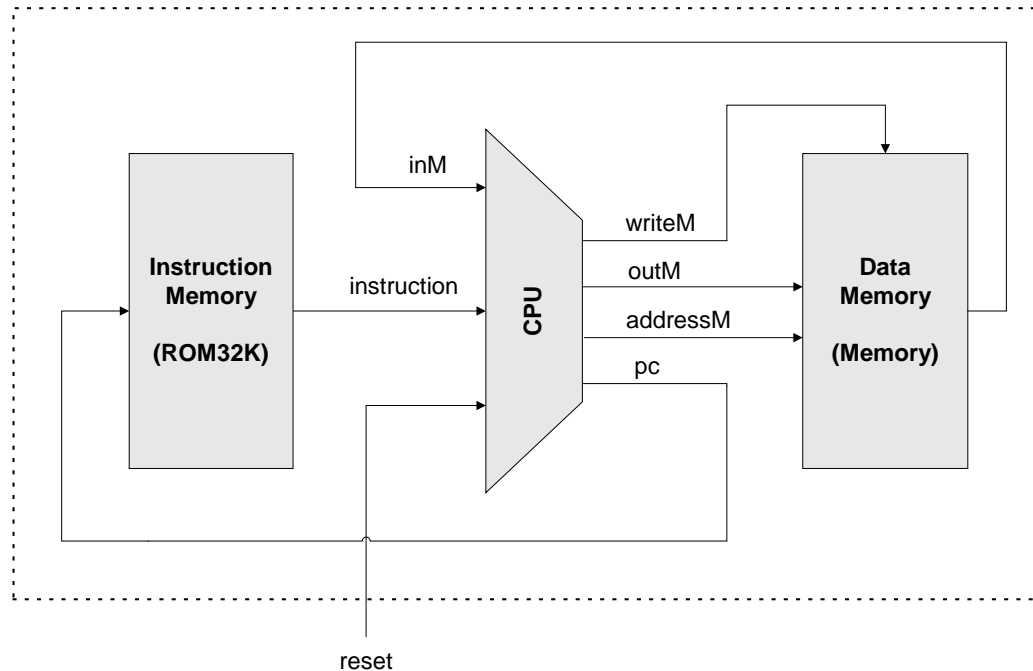 inM
Instruction
Memory
(ROM32K)
instruction
CPU
writeM
outM
addressM
pc
Data
Memory
(Memory)
reset